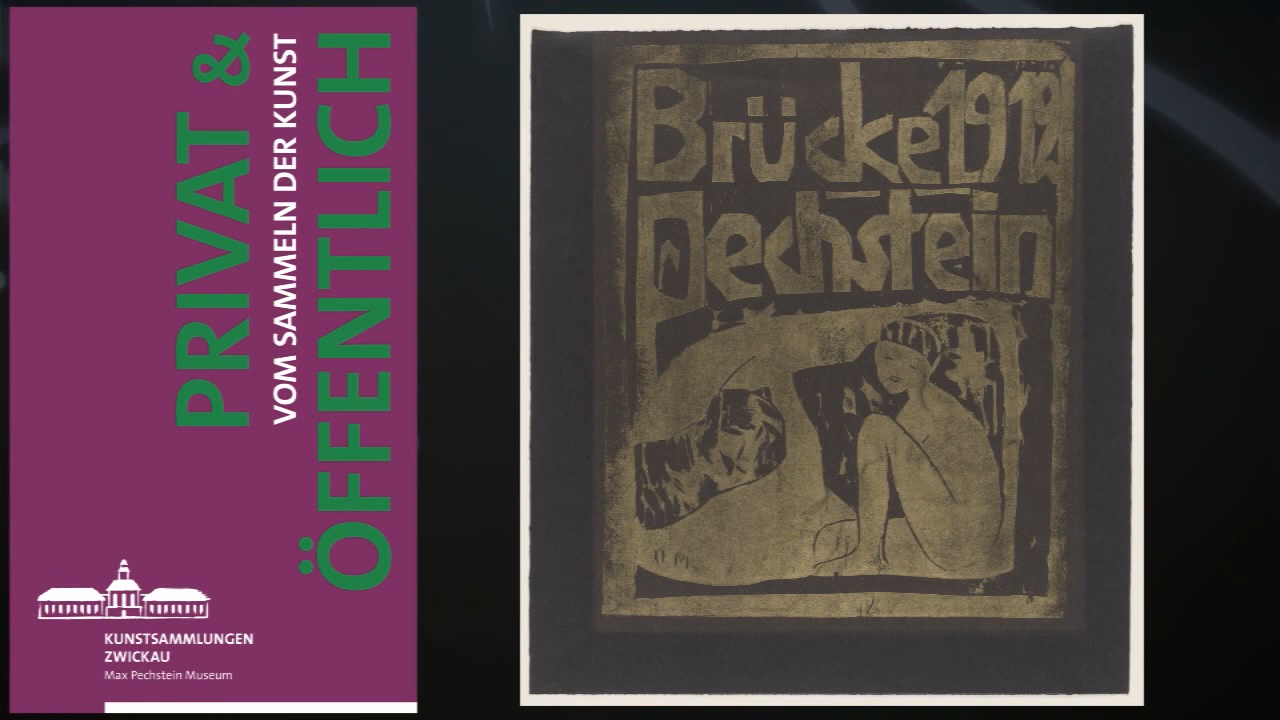 PRIVAT &
VOM SAMMELN DER KUNST
ÖFFENTLICH
KUNSTSAMMLUNGEN
ZWICKAU
Max Pechstein Museum
Brücke 1912
Pechstein